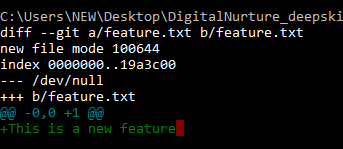 C:\Users\NEW\Desktop\DigitalNurture_deepski
diff --git a/feature.txt b/feature.txt
new file mode 100644
index 0000000..19a3c00
--- /dev/null
+++ b/feature.txt
@@ -0,0 +1 @@
+This is a new feature